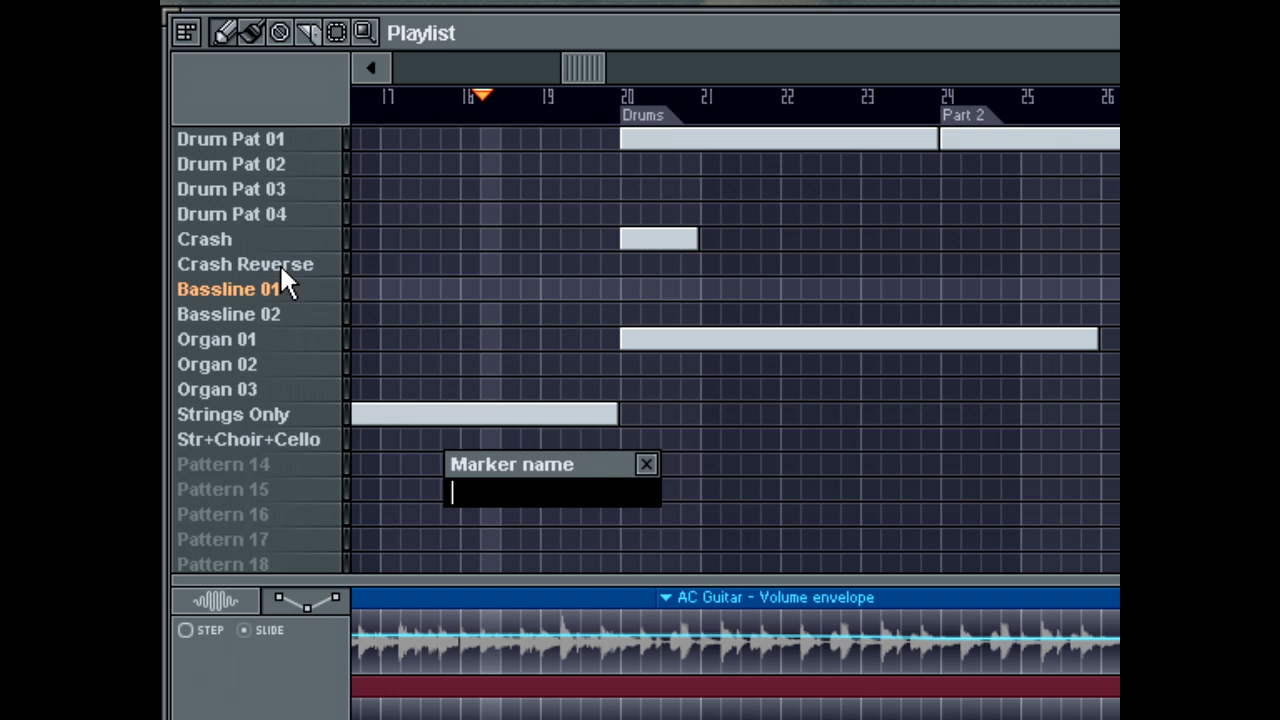 Playlist
17 18 19 20 21 22 23 24 25 26
Drums Part 2
Drum Pat 01
Drum Pat 02
Drum Pat 03
Drum Pat 04
Crash
Crash Reverse
Bassline 01
Bassline 02
Organ 01
Organ 02
Organ 03
Strings Only
Str+Choir+Cello
Pattern 14
Marker name
Pattern 15
Pattern 16
Pattern 17
Pattern 18
AC Guitar - Volume envelope
STEP SLIDE